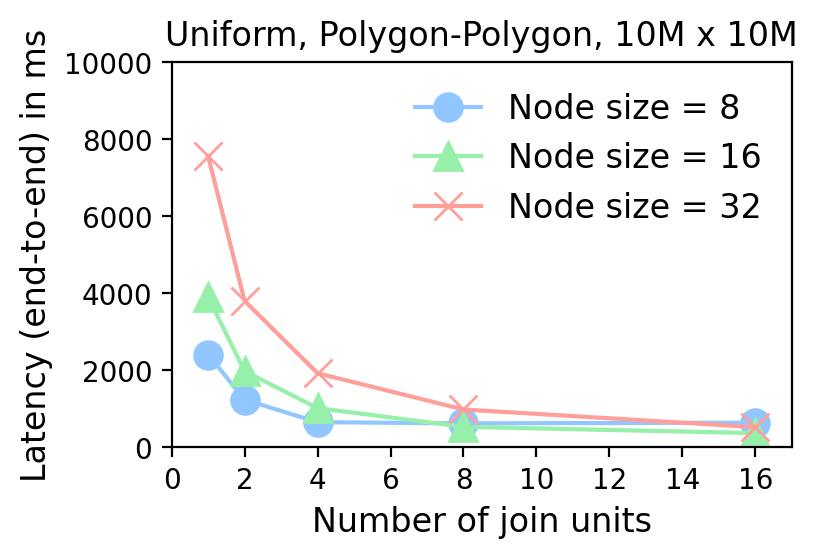 Uniform, Polygon-Polygon, 10M x 10M
Latency (end-to-end) in ms
10000
8000
6000
4000
2000
0
Node size = 8
Node size = 16
Node size = 32
0 2 4 6 8 10 12 14 16
Number of join units